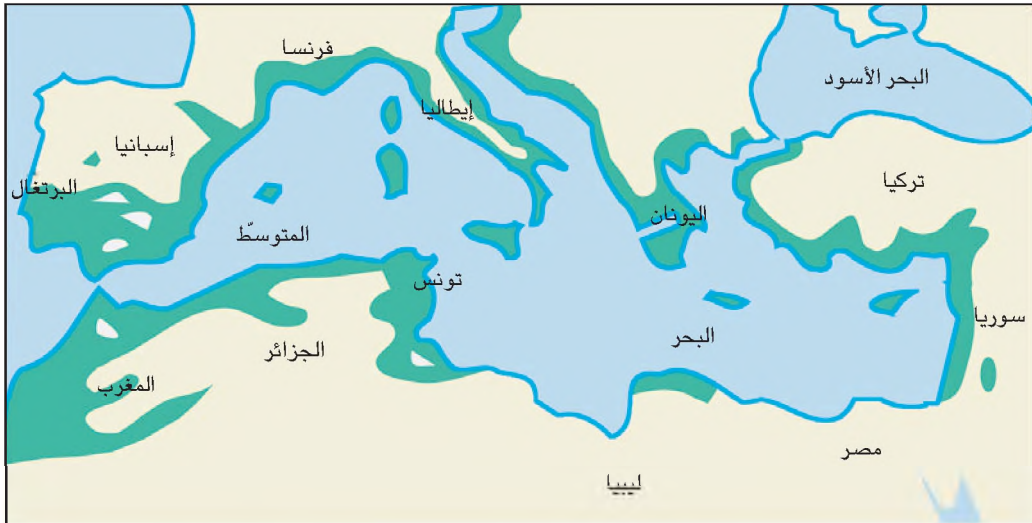 فرنسا
البحر الأسود
إيطاليا
إسبانيا
تركيا
البرتغال
اليونان
المتوسّط
تونس
سوريا
البحر
الجزائر
المغرب
مصر
ليبيا